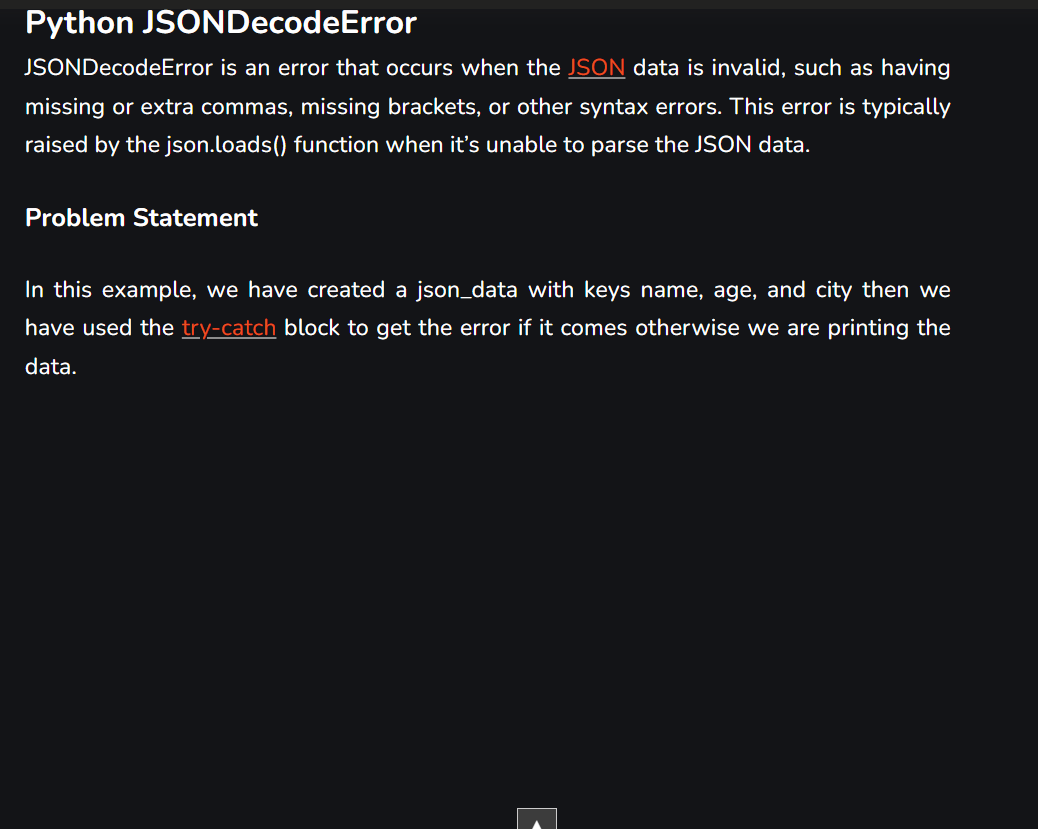 Python JSONDecodeError
JSONDecodeError is an error that occurs when the JSON data is invalid, such as having
missing or extra commas, missing brackets, or other syntax errors. This error is typically
raised by the json.loads() function when it’s unable to parse the JSON data.
Problem Statement
In this example, we have created a json_data with keys name, age, and city then we
have used the try-catch block to get the error if it comes otherwise we are printing the
data.